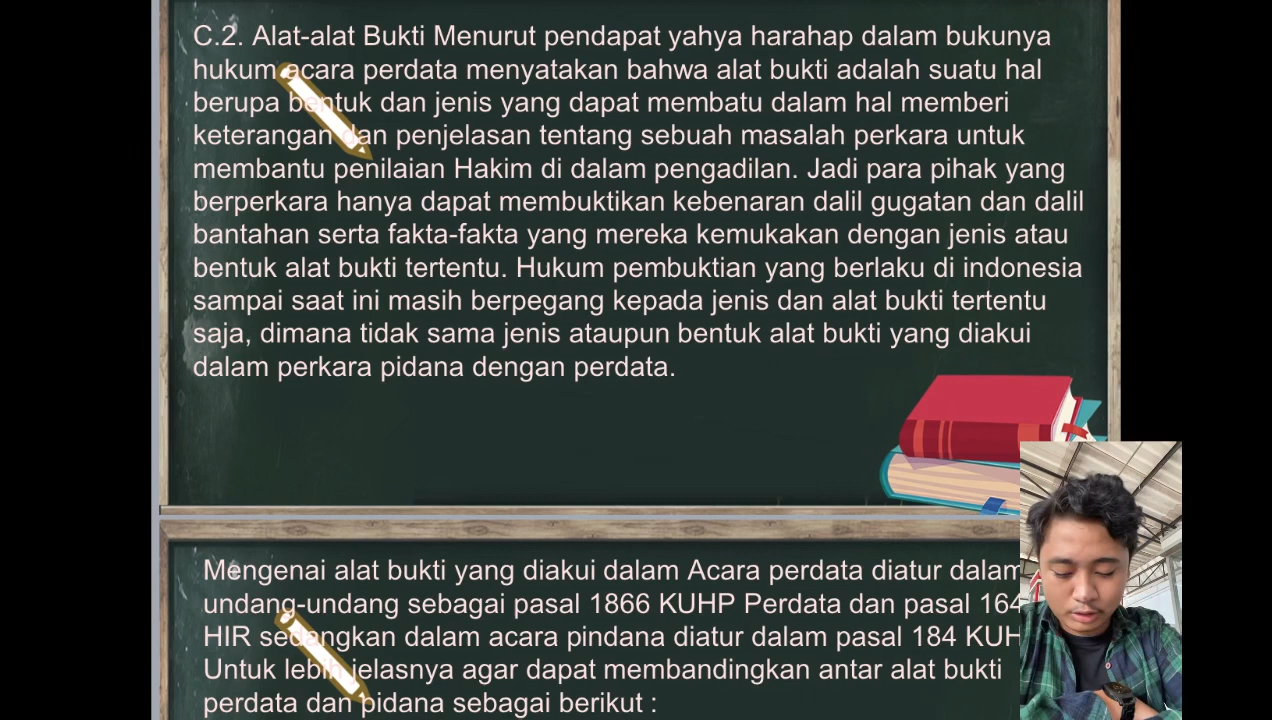 C.2. Alat-alat Bukti Menurut pendapat yahya harahap dalam bukunya
hukum acara perdata menyatakan bahwa alat bukti adalah suatu hal
berupa bentuk dan jenis yang dapat membatu dalam hal memberi
keterangan dan penjelasan tentang sebuah masalah perkara untuk
membantu penilaian Hakim di dalam pengadilan. Jadi para pihak yang
berperkara hanya dapat membuktikan kebenaran dalil gugatan dan dalil
bantahan serta fakta-fakta yang mereka kemukakan dengan jenis atau
bentuk alat bukti tertentu. Hukum pembuktian yang berlaku di indonesia
sampai saat ini masih berpegang kepada jenis dan alat bukti tertentu
saja, dimana tidak sama jenis ataupun bentuk alat bukti yang diakui
dalam perkara pidana dengan perdata.
Mengenai alat bukti yang diakui dalam Acara perdata diatur dalam
undang-undang sebagai pasal 1866 KUHP Perdata dan pasal 164
HIR sedangkan dalam acara pindana diatur dalam pasal 184 KUH
Untuk lebih jelasnya agar dapat membandingkan antar alat bukti
perdata dan pidana sebagai berikut :